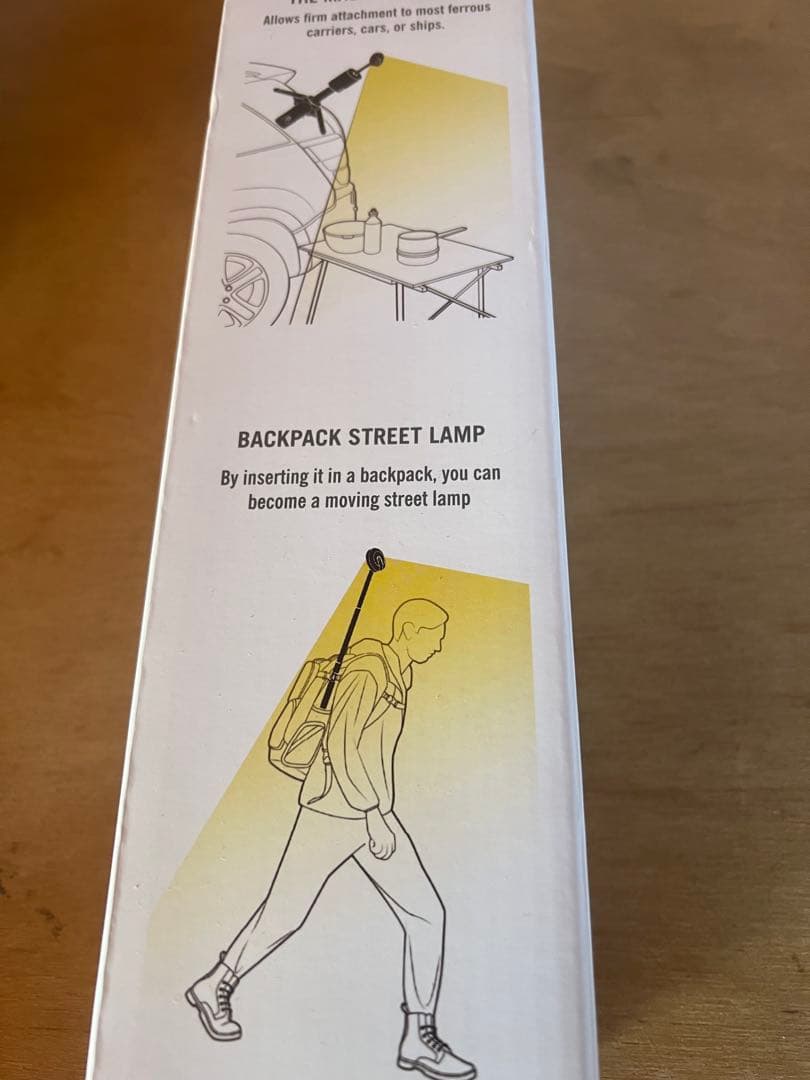 THE
Allows firm attachment to most ferrous
carriers, cars, or ships.
BACKPACK STREET LAMP
By inserting it in a backpack, you can
become a moving street lamp